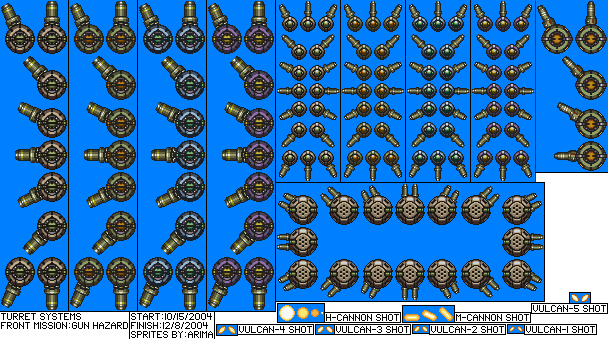 VULCAN-5 SHOT
TURRET SYSTEMS
FRONT MISSION:GUN HAZARD
START:10/15/2004
FINISH:12/8/2004
SPRITES BY:ARIMA
H-CANNON SHOT
M-CANNON SHOT
VULCAN-4 SHOT
VULCAN-3 SHOT
VULCAN-2 SHOT
VULCAN-1 SHOT